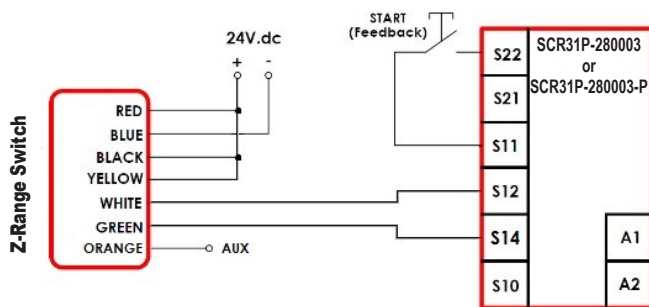 START
(Feedback)
24V.dc
+ -
SCR31P-280003
or
SCR31P-280003-P
Z-Range Switch
RED
BLUE
BLACK
YELLOW
WHITE
GREEN
ORANGE
AUX
S22
S21
S11
S12
S14
S10
A1
A2